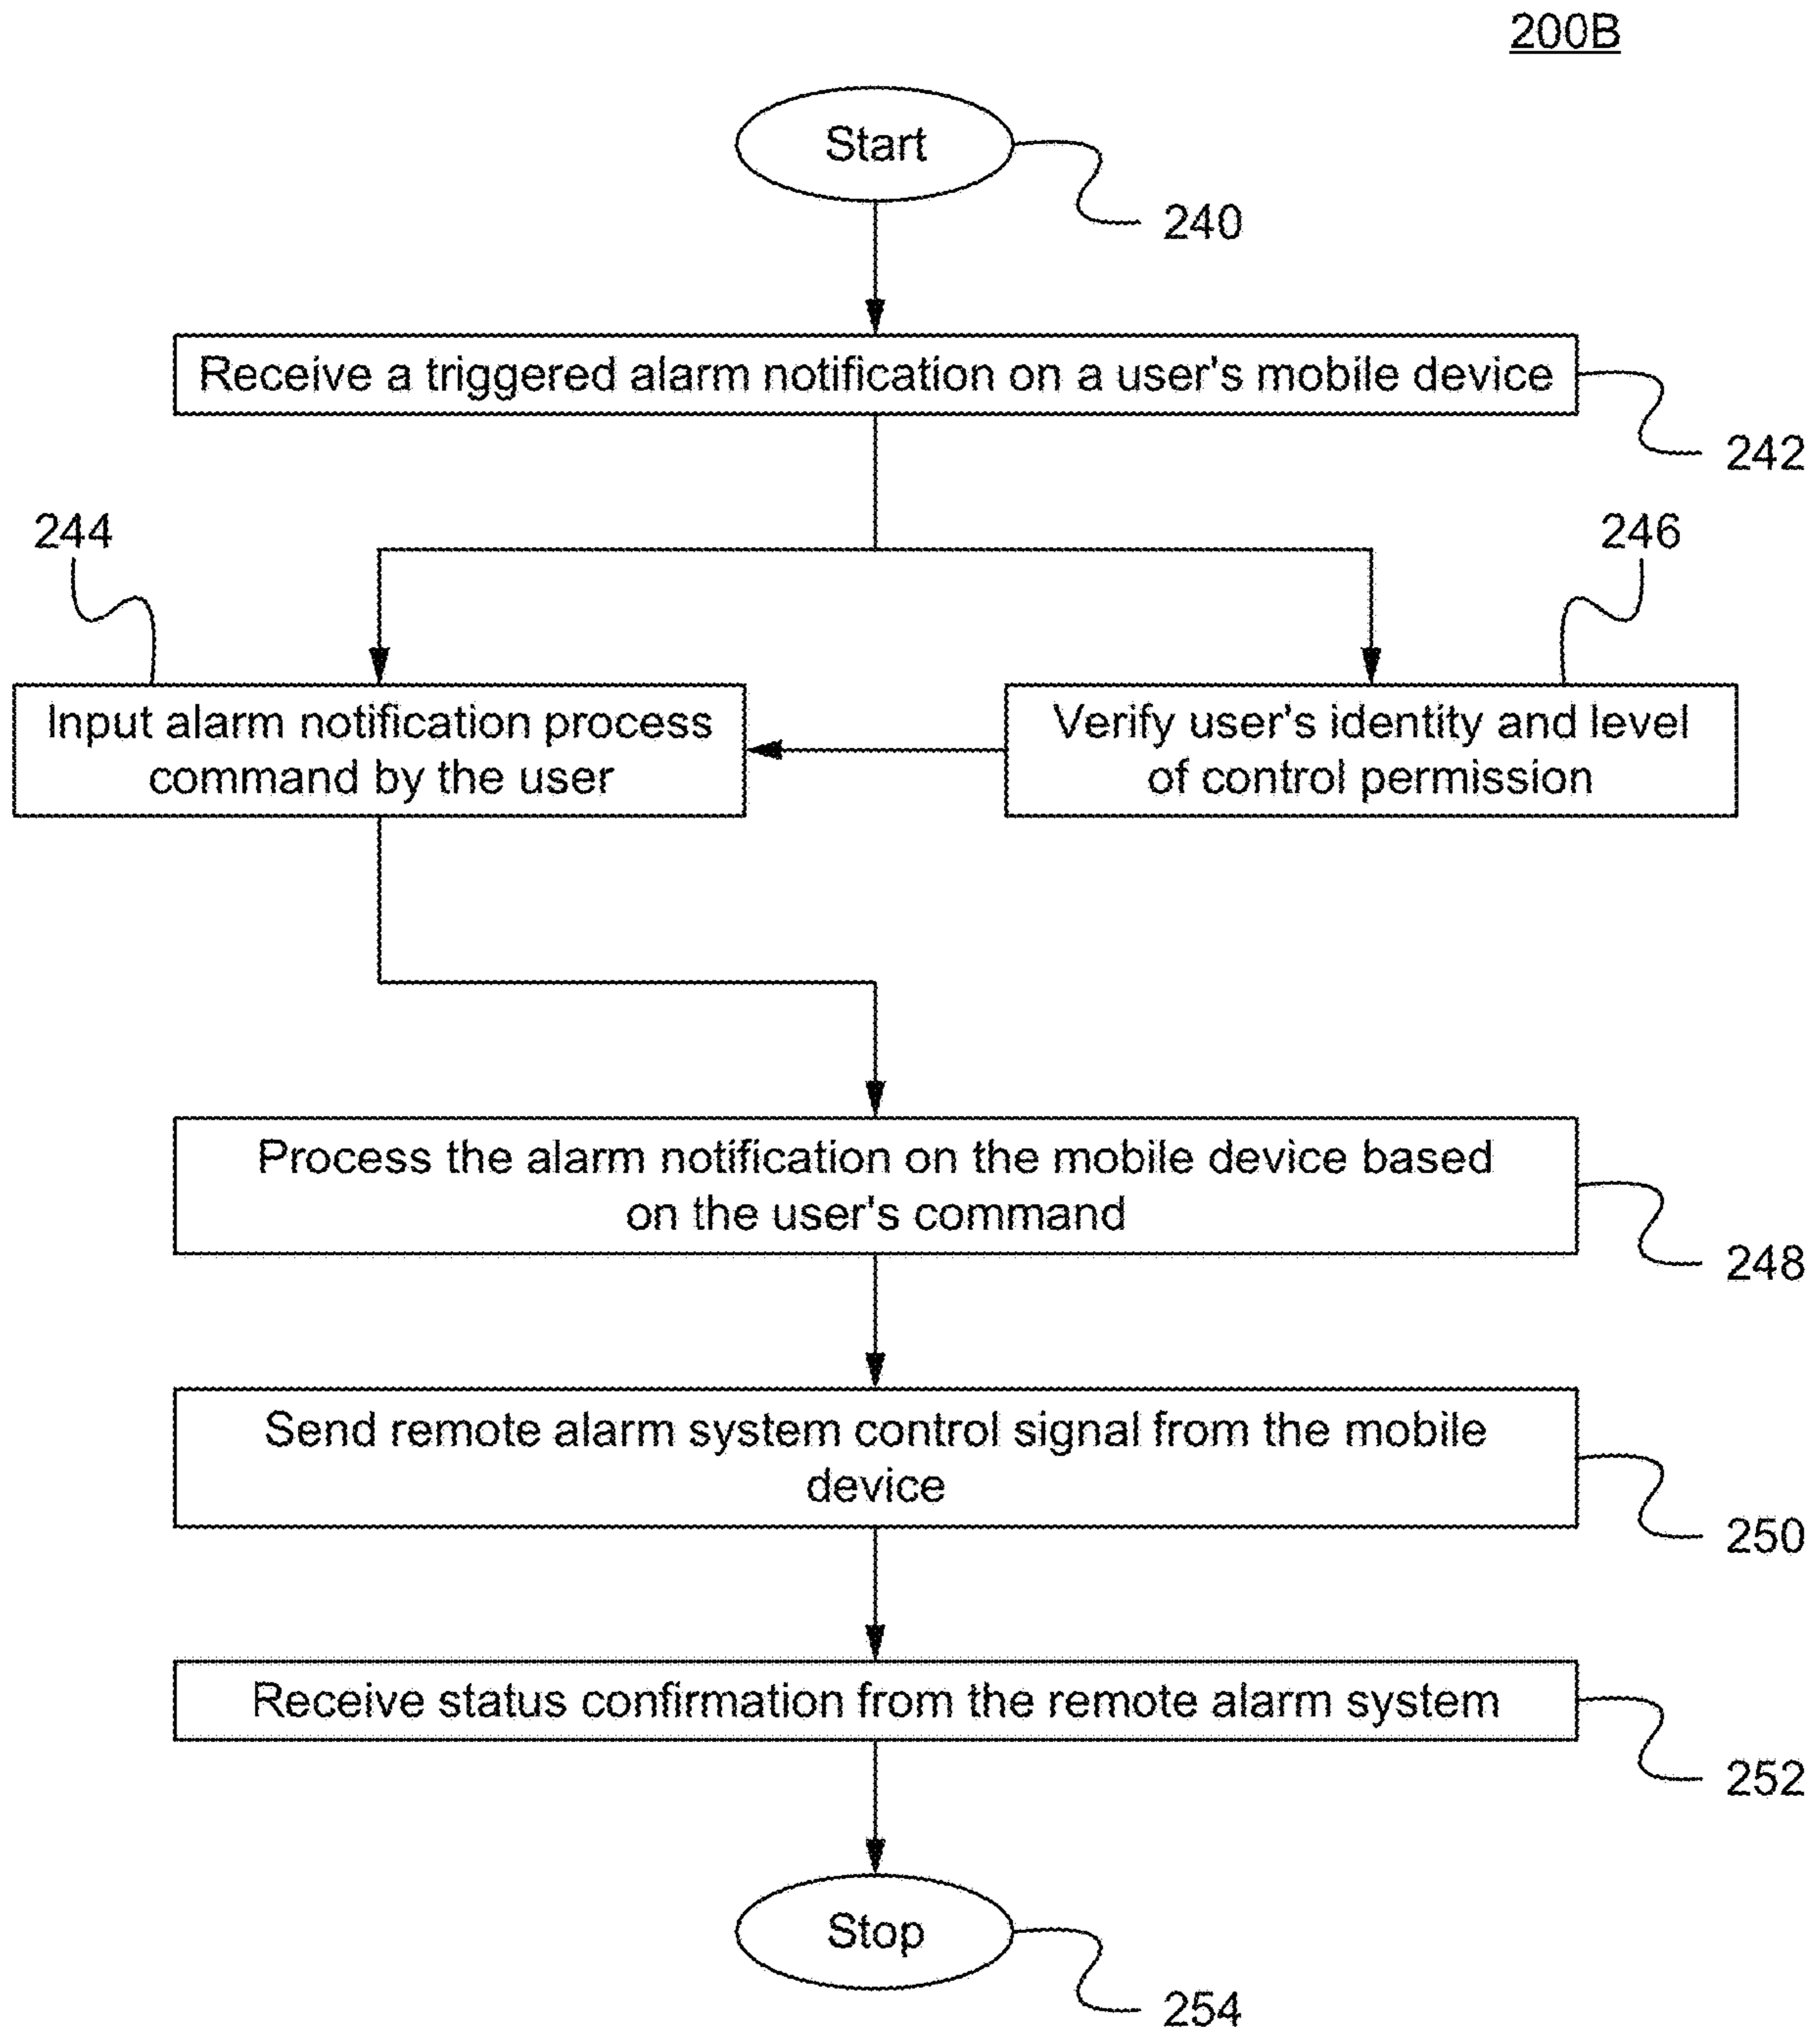 200B
Start
240
Receive a triggered alarm notification on a user's mobile device
242
244
246
Input alarm notification process
command by the user
Verify user's identity and level
of control permission
Process the alarm notification on the mobile device based
on the user's command
248
Send remote alarm system control signal from the mobile
device
250
Receive status confirmation from the remote alarm system
252
Stop
254